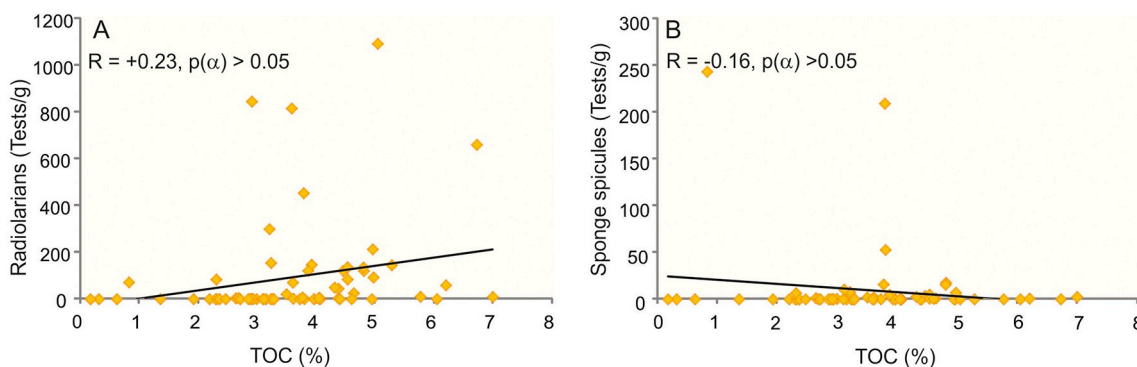 A
R = +0.23, p(α) > 0.05
Radiolarians (Tests/g)
1200
1000
800
600
400
200
0
0 1 2 3 4 5 6 7 8
TOC (%)
B
R = -0.16, p(α) >0.05
Sponge spicules (Tests/g)
300
250
200
150
100
50
0
0 1 2 3 4 5 6 7 8
TOC (%)